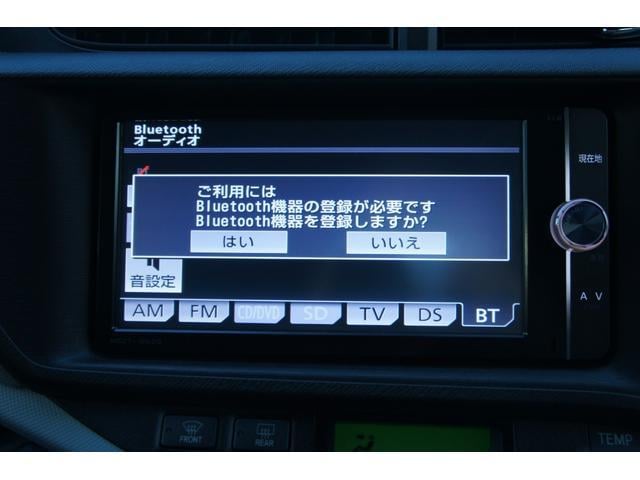 Bluetooth
オーディオ
ご利用には
Bluetooth機器の登録が必要です
Bluetooth機器を登録しますか?
はい
いいえ
音設定
AM
FM
CD/DVD
SD
TV
DS
BT
現在地
A V
FRONT
REAR
TEMP